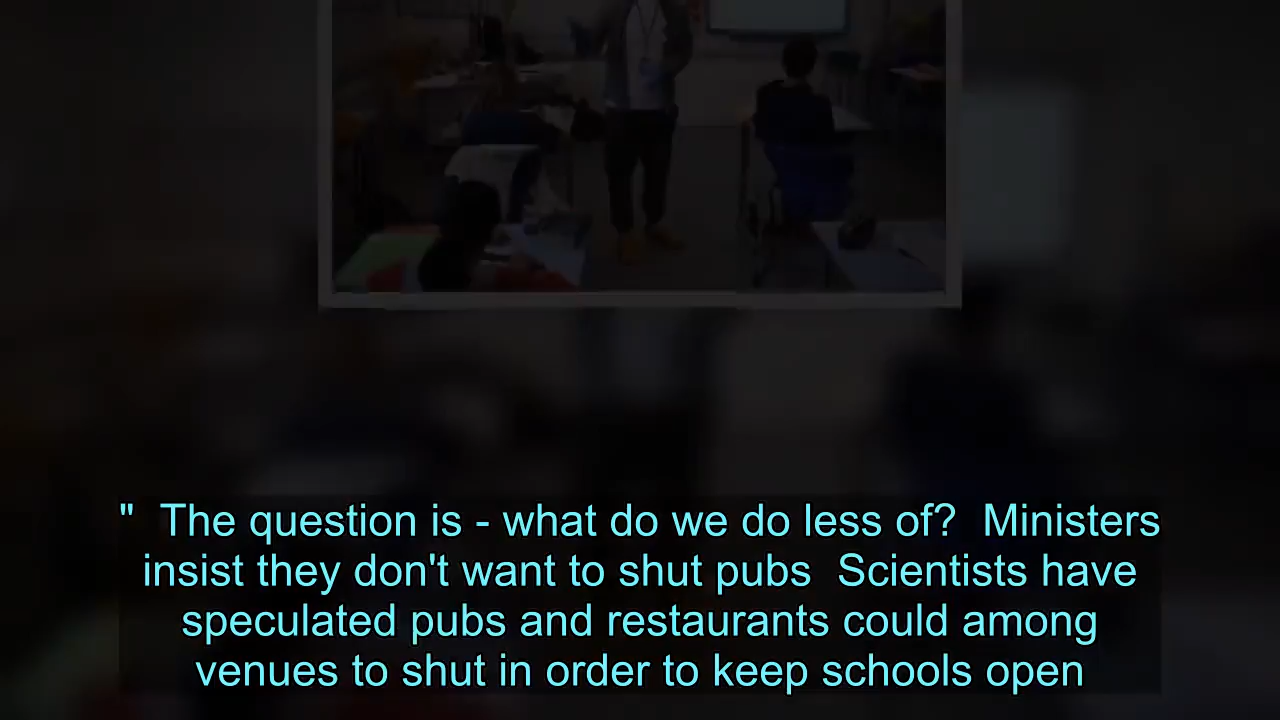 "  The question is - what do we do less of?  Ministers
insist they don't want to shut pubs  Scientists have
speculated pubs and restaurants could among
venues to shut in order to keep schools open